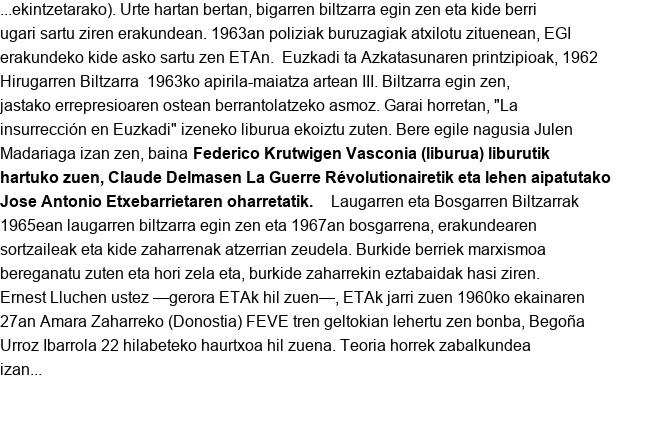 ...ekintzetarako). Urte hartan bertan, bigarren biltzarra egin zen eta kide berri
ugari sartu ziren erakundean. 1963an poliziak buruzagiak atxilotu zituenean, EGI
erakundeko kide asko sartu zen ETAn.  Euzkadi ta Azkatasunaren printzipioak, 1962
Hirugarren Biltzarra  1963ko apirila-maiatza artean III. Biltzarra egin zen,
jastako errepresioaren ostean berrantolatzeko asmoz. Garai horretan, "La
insurrección en Euzkadi" izeneko liburua ekoiztu zuten. Bere egile nagusia Julen
Madariaga izan zen, baina Federico Krutwigen Vasconia (liburua) liburutik
hartuko zuen, Claude Delmasen La Guerre Révolutionairetik eta lehen aipatutako
Jose Antonio Etxebarrietaren oharretatik.    Laugarren eta Bosgarren Biltzarrak
1965ean laugarren biltzarra egin zen eta 1967an bosgarrena, erakundearen
sortzaileak eta kide zaharrenak atzerrian zeudela. Burkide berriek marxismoa
bereganatu zuten eta hori zela eta, burkide zaharrekin eztabaidak hasi ziren.
Ernest Lluchen ustez —gerora ETAk hil zuen—, ETAk jarri zuen 1960ko ekainaren
27an Amara Zaharreko (Donostia) FEVE tren geltokian lehertu zen bonba, Begoña
Urroz Ibarrola 22 hilabeteko haurtxoa hil zuena. Teoria horrek zabalkundea
izan...